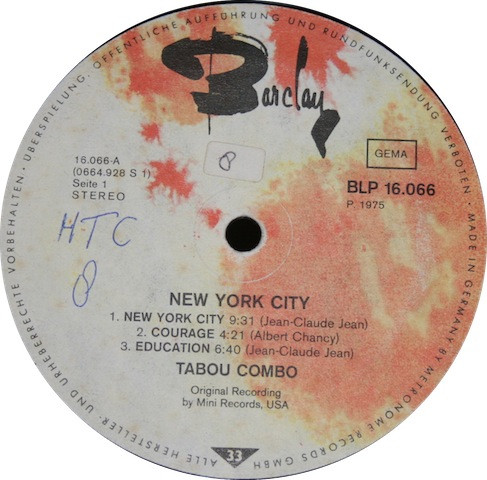 Barclay
8
GEMA
16.066-A
(0664.928 S 1)
Seite 1
STEREO
BLP 16.066
P 1975
HTC
8
NEW YORK CITY
1. NEW YORK CITY 9:31 (Jean-Claude Jean)
2. COURAGE 4:21 (Albert Chancy)
3. EDUCATION 6:40 (Jean-Claude Jean)
TABOU COMBO
Original Recording
by Mini Records, USA
33
ALLE HERSTELLER- UND URHEBERRECHTE VORBEHALTEN · ÜBERSPIELUNG, ÖFFENTLICHE AUFFÜHRUNG UND RUNDFUNKSENDUNG VERBOTEN · MADE IN GERMANY BY METRONOME RECORDS GMBH